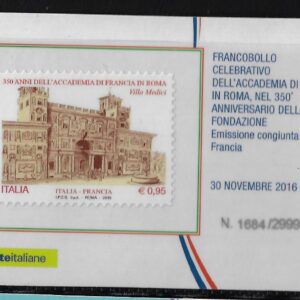 350 ANNI DELL'ACCADEMIA DI FRANCIA IN ROMA
Villa Medici
ITALIA
ITALIA - FRANCIA
€ 0,95
I.P.Z.S. S.p.A. - ROMA - 2016
teitaliane
FRANCOBOLLO
CELEBRATIVO
DELL'ACCADEMIA DI
IN ROMA, NEL 350°
ANNIVERSARIO DELL
FONDAZIONE
Emissione congiunta
Francia
30 NOVEMBRE 2016
N. 1684/2999